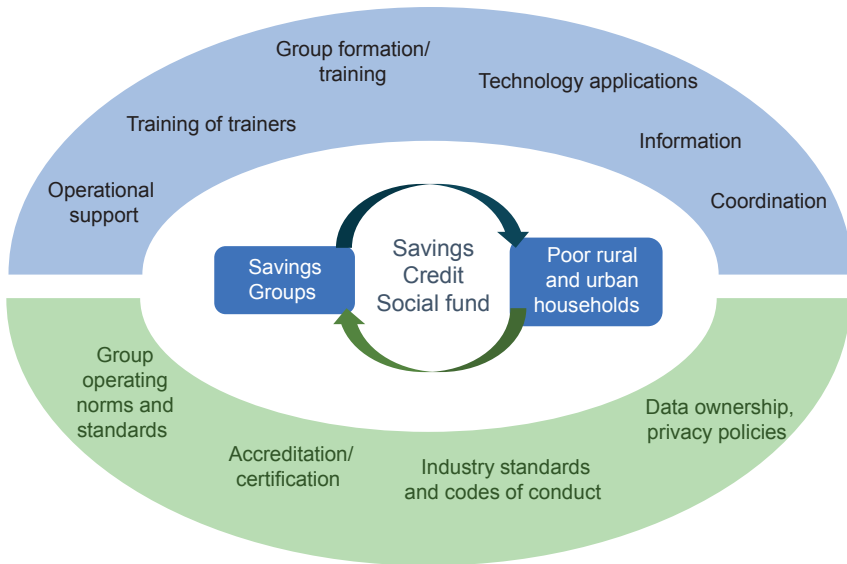 Group formation/
training
Technology applications
Training of trainers
Information
Operational
support
Coordination
Savings
Groups
Savings
Credit
Social fund
Poor rural
and urban
households
Group
operating
norms and
standards
Data ownership,
privacy policies
Accreditation/
certification
Industry standards
and codes of conduct